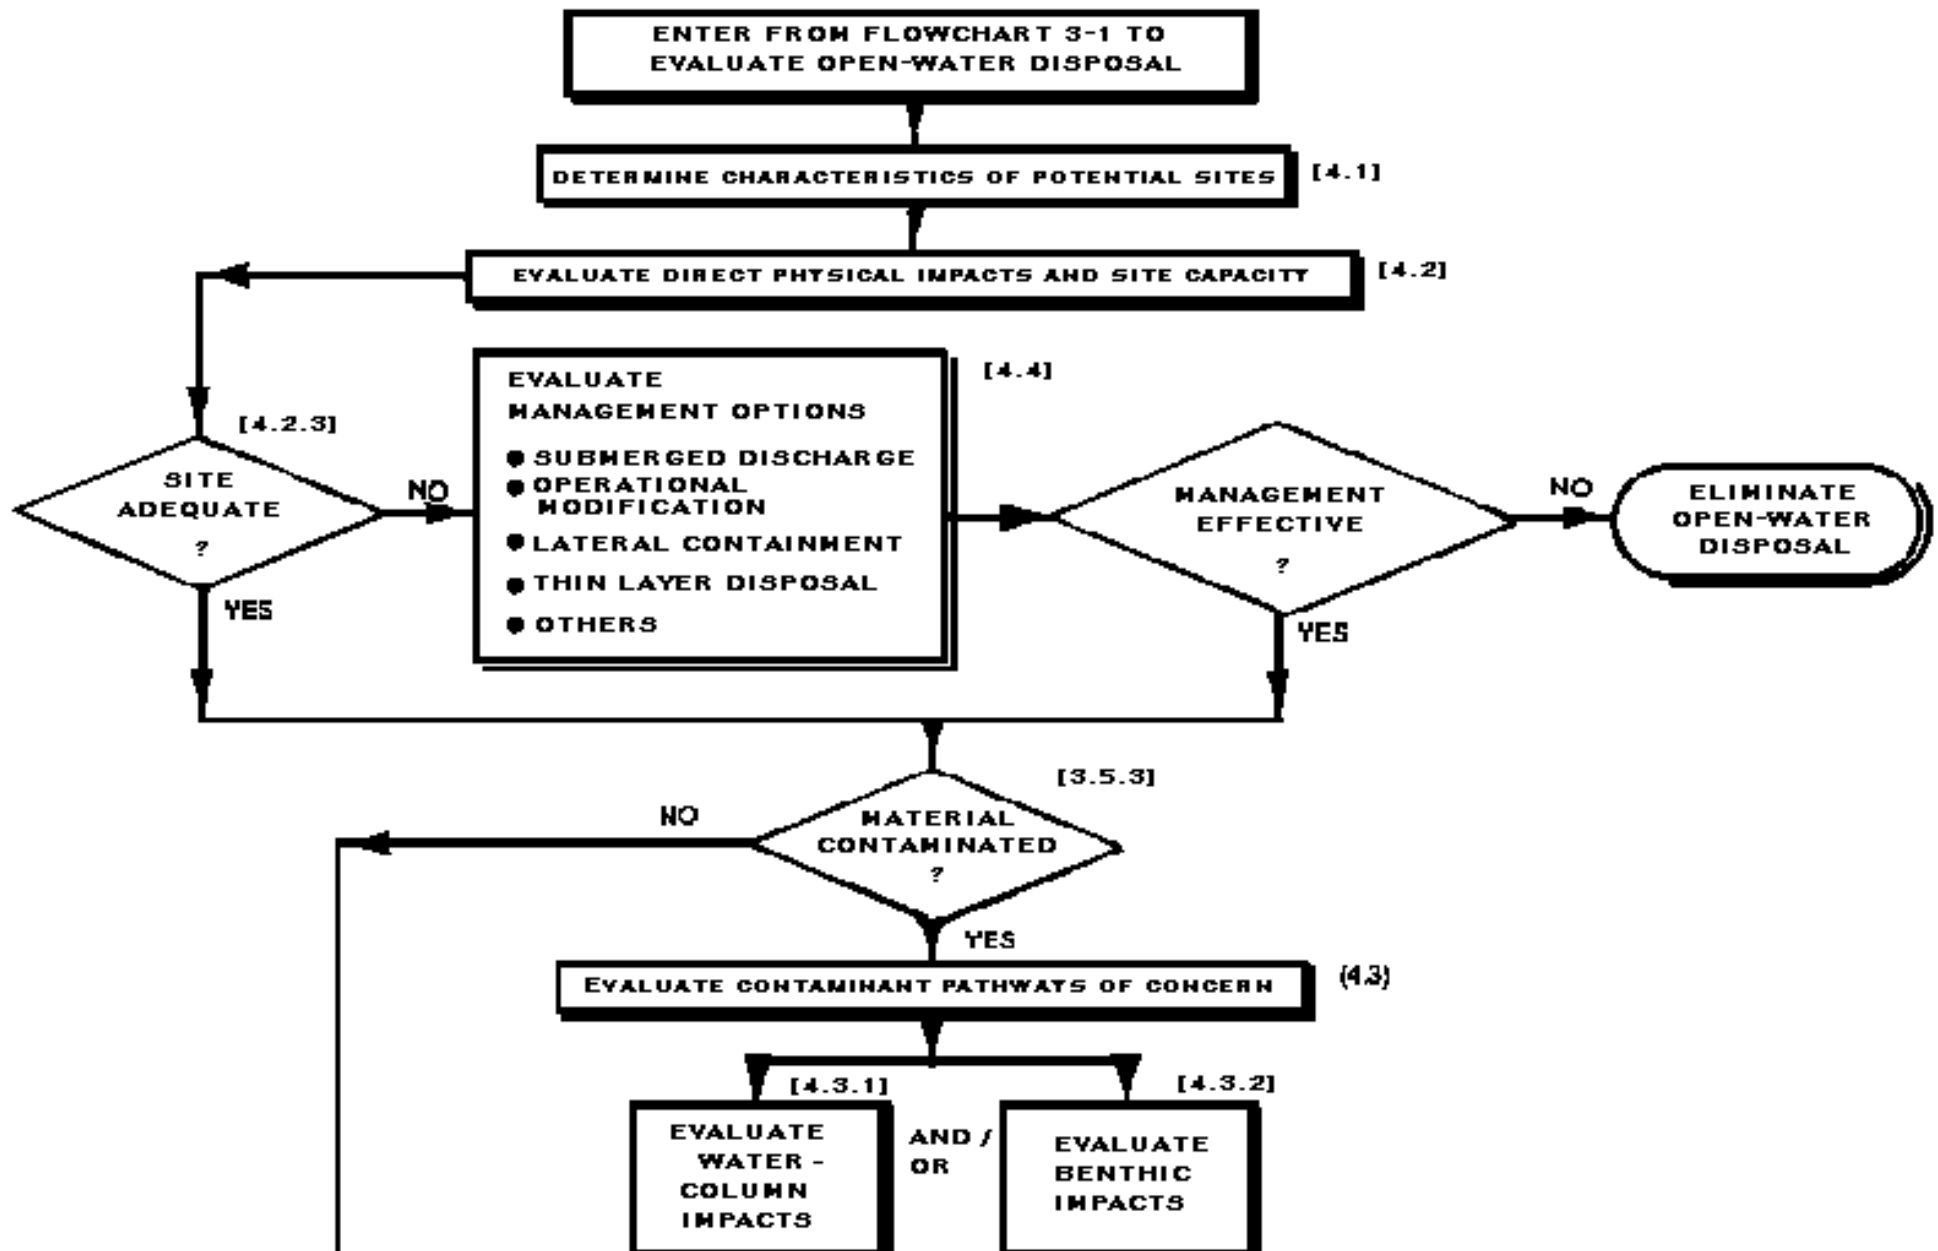 ENTER FROM FLOWCHART 3-1 TO
EVALUATE OPEN-WATER DISPOSAL
DETERMINE CHARACTERISTICS OF POTENTIAL SITES
[4.1]
EVALUATE DIRECT PHYSICAL IMPACTS AND SITE CAPACITY
[4.2]
[4.2.3]
SITE
ADEQUATE
?
NO
YES
EVALUATE
MANAGEMENT OPTIONS
● SUBMERGED DISCHARGE
● OPERATIONAL
MODIFICATION
● LATERAL CONTAINMENT
● THIN LAYER DISPOSAL
● OTHERS
[4.4]
MANAGEMENT
EFFECTIVE
?
NO
YES
ELIMINATE
OPEN-WATER
DISPOSAL
[3.5.3]
MATERIAL
CONTAMINATED
?
NO
YES
EVALUATE CONTAMINANT PATHWAYS OF CONCERN
(4.3)
[4.3.1]
EVALUATE
WATER -
COLUMN
IMPACTS
AND /
OR
[4.3.2]
EVALUATE
BENTHIC
IMPACTS